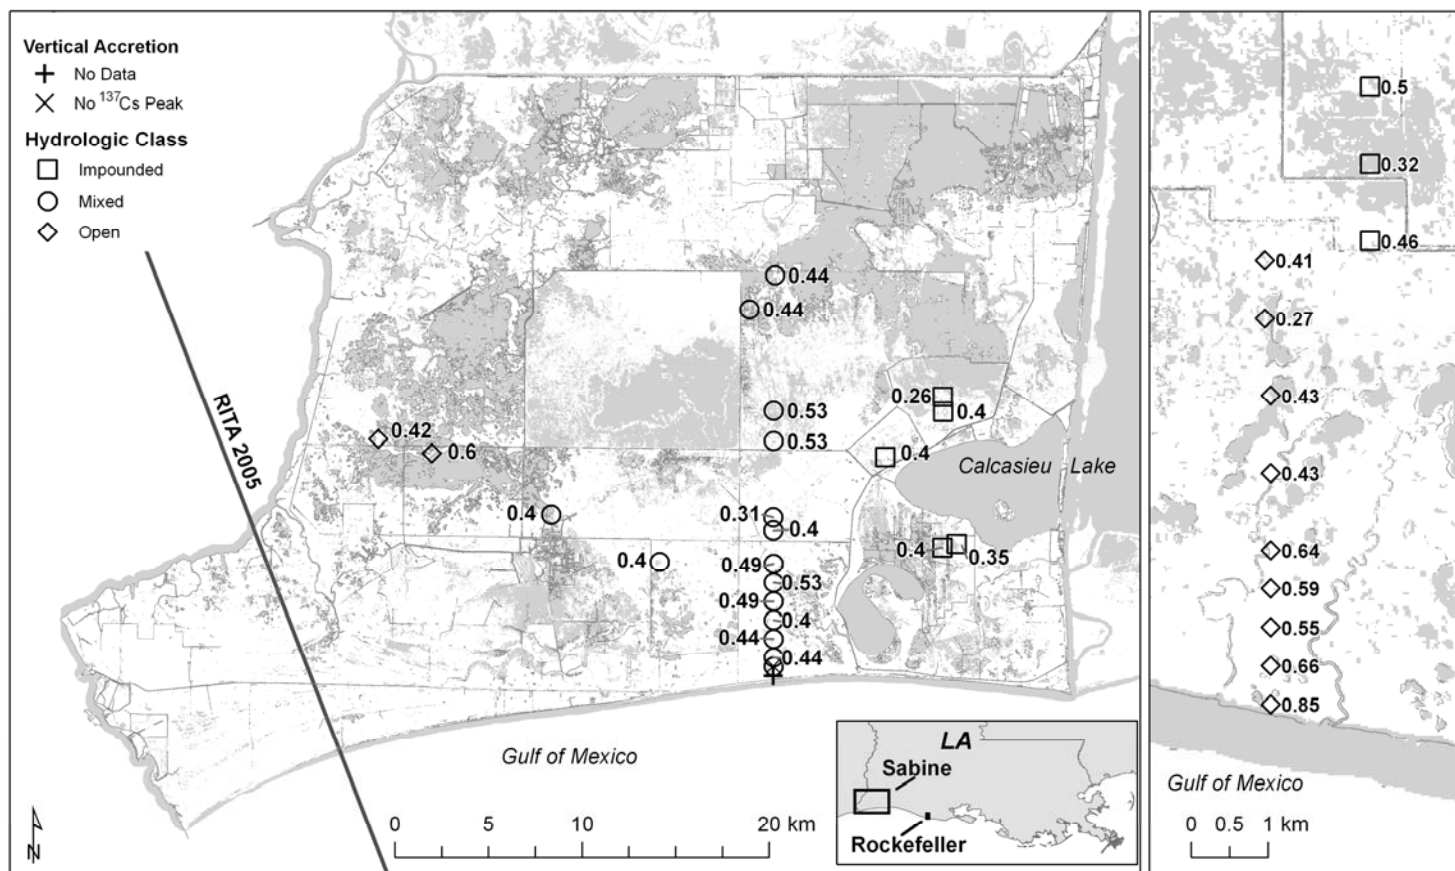 Vertical Accretion
No Data
No ¹³⁷Cs Peak
Hydrologic Class
Impounded
Mixed
Open
RITA 2005
0.44
0.44
0.26
0.4
0.53
0.53
0.42
0.6
0.4
Calcasieu Lake
0.4
0.31
0.4
0.4
0.49
0.4
0.35
0.53
0.49
0.4
0.44
0.44
Gulf of Mexico
N
0 5 10 20 km
LA
Sabine
Rockefeller
0.5
0.32
0.46
0.41
0.27
0.43
0.43
0.64
0.59
0.55
0.66
0.85
Gulf of Mexico
0 0.5 1 km